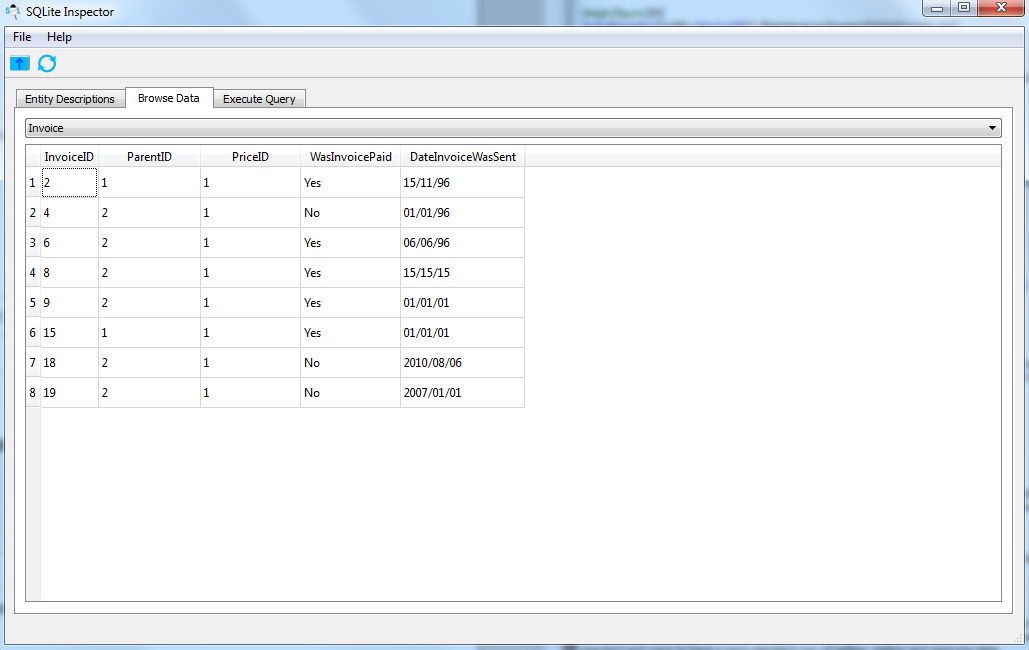 SQLite Inspector
File Help
Entity Descriptions Browse Data Execute Query
Invoice
InvoiceID ParentID PriceID WasInvoicePaid DateInvoiceWasSent
1 2 1 1 Yes 15/11/96
2 4 2 1 No 01/01/96
3 6 2 1 Yes 06/06/96
4 8 2 1 Yes 15/15/15
5 9 2 1 Yes 01/01/01
6 15 1 1 Yes 01/01/01
7 18 2 1 No 2010/08/06
8 19 2 1 No 2007/01/01